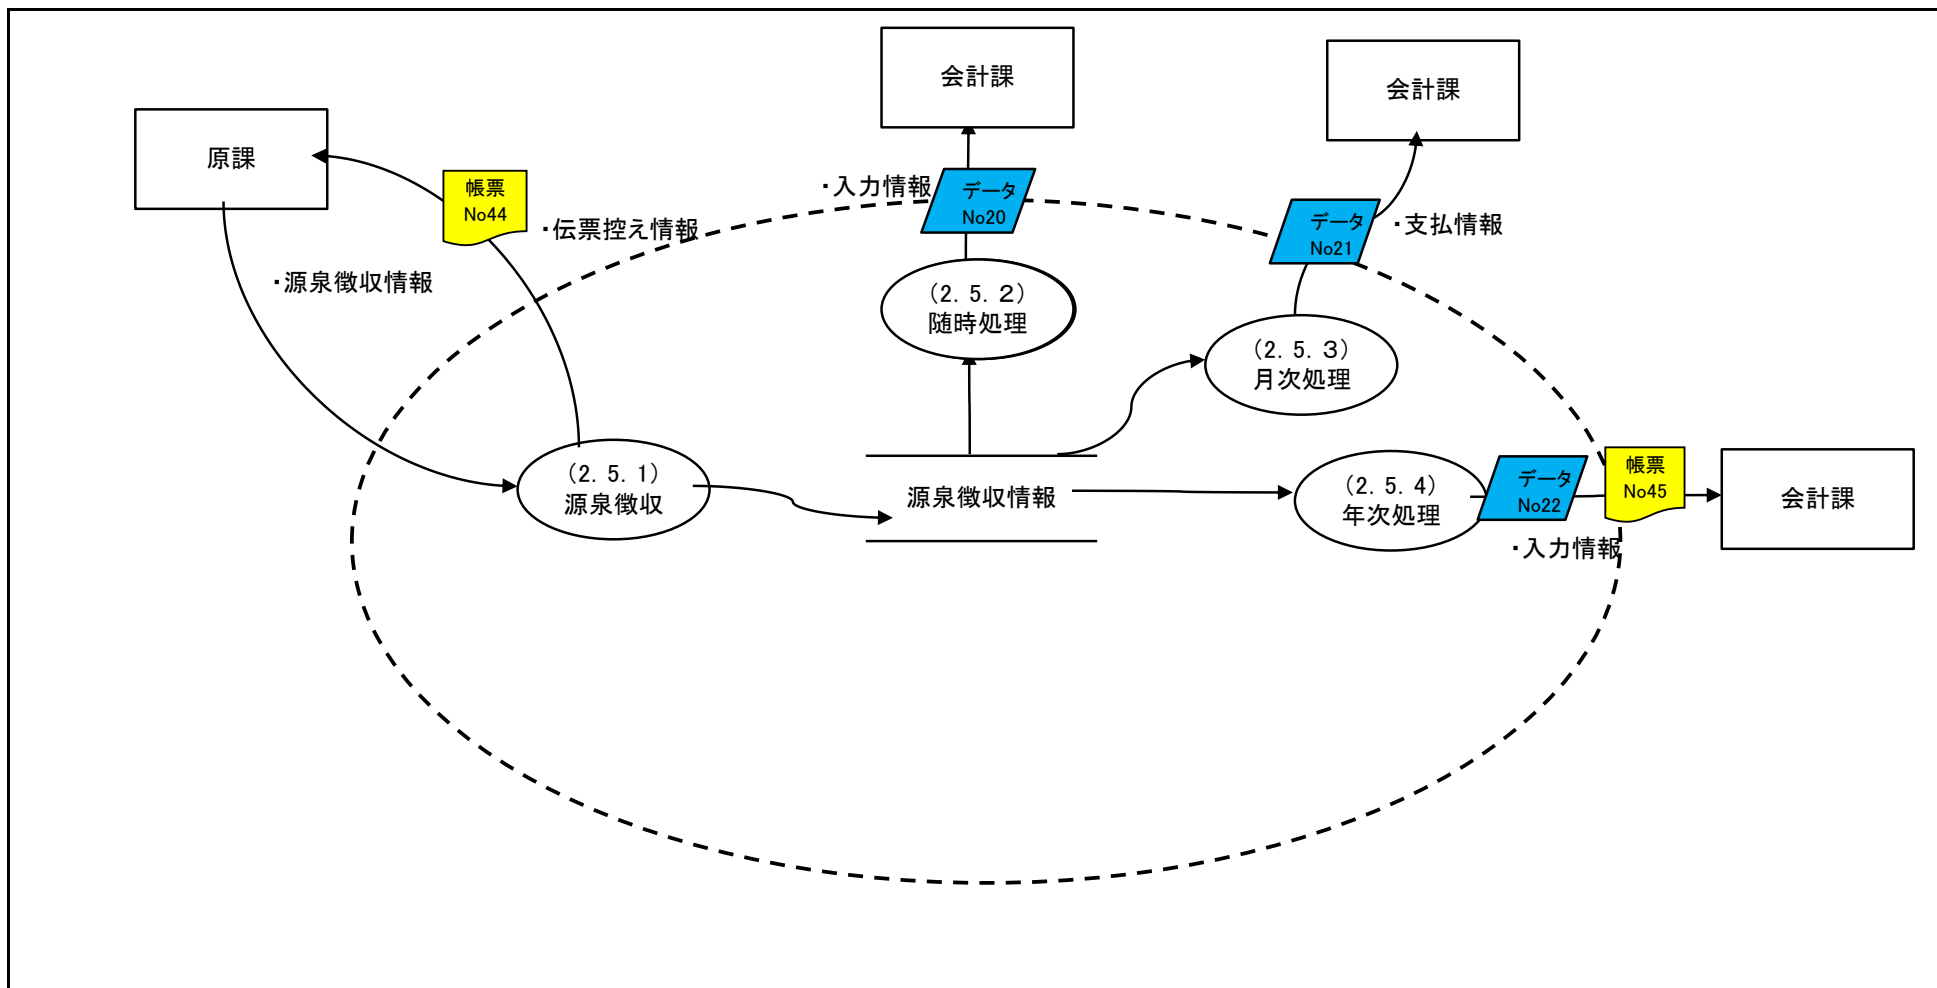 会計課
会計課
原課
帳票
No44
・入力情報
データ
No20
・伝票控え情報
データ
No21
・支払情報
・源泉徴収情報
(2.5.２)
随時処理
(2.5.３)
月次処理
(2.5.1)
源泉徴収
源泉徴収情報
(2.5.4)
年次処理
データ
No22
帳票
No45
会計課
・入力情報